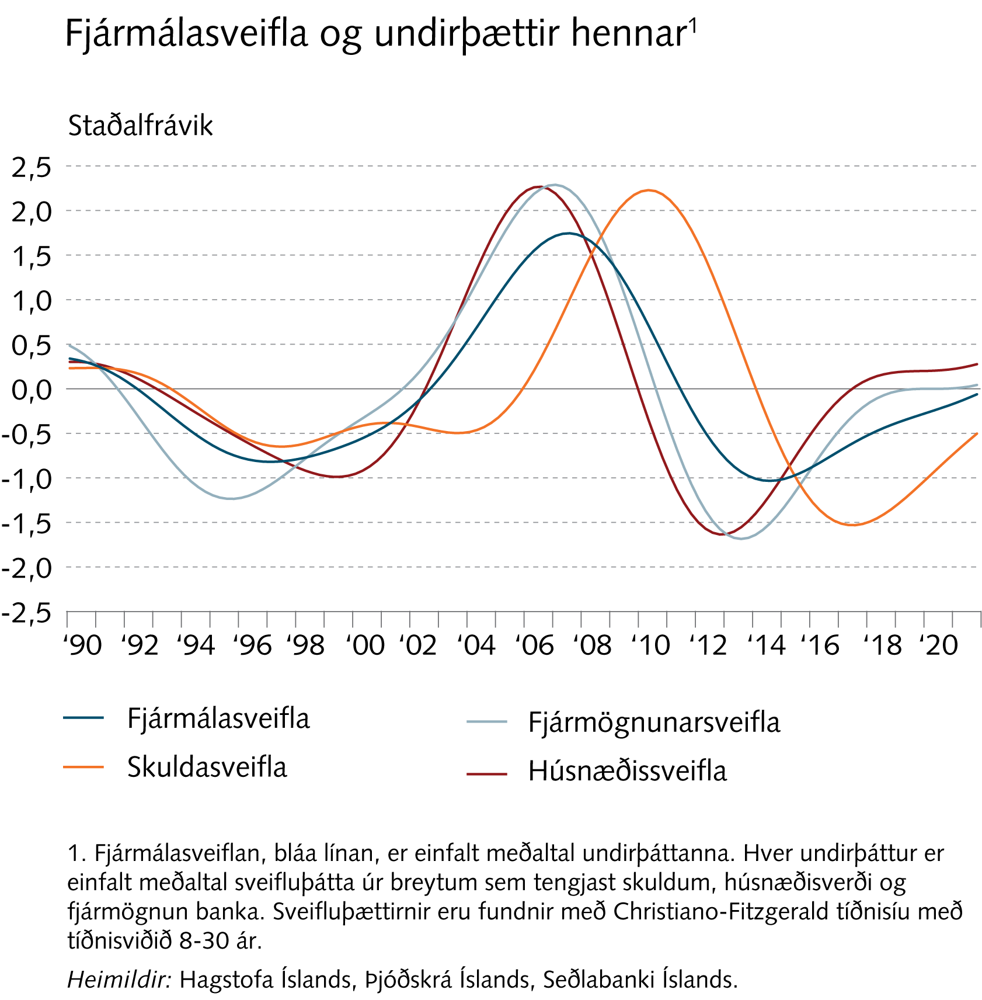 Fjármálasveifla og undirþættir hennar¹
Staðalfrávik
2,5
2,0
1,5
1,0
0,5
0,0
-0,5
-1,0
-1,5
-2,0
-2,5
‘90 ‘92 ‘94 ‘96 ‘98 ‘00 ‘02 ‘04 ‘06 ‘08 ‘10 ‘12 ‘14 ‘16 ‘18 ‘20
Fjármálasveifla
Fjármögnunarsveifla
Skuldasveifla
Húsnæðissveifla
1. Fjármálasveiflan, bláa línan, er einfalt meðaltal undirþáttanna. Hver undirþáttur er
einfalt meðaltal sveifluþátta úr breytum sem tengjast skuldum, húsnæðisverði og
fjármögnun banka. Sveifluþættirnir eru fundnir með Christiano-Fitzgerald tíðnisíu með
tíðnisviðið 8-30 ár.
Heimildir: Hagstofa Íslands, Þjóðskrá Íslands, Seðlabanki Íslands.